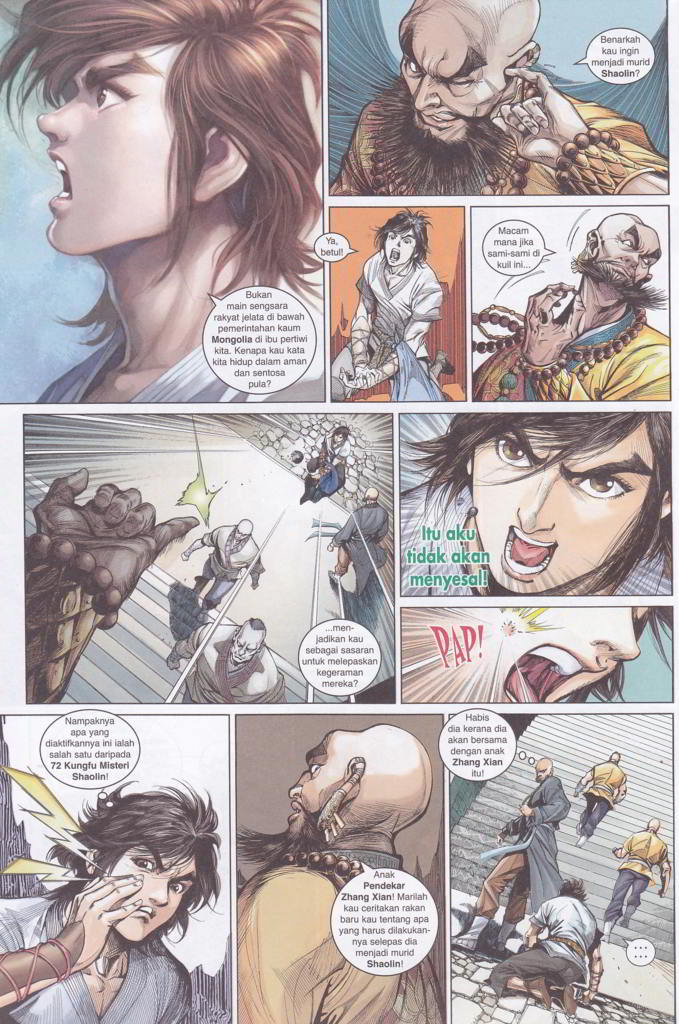 Bukan
main sengsara
rakyat jelata di bawah
pemerintahan kaum
Mongolia di ibu pertiwi
kita. Kenapa kau kata
kita hidup dalam aman
dan sentosa
pula?
Benarkah
kau ingin
menjadi murid
Shaolin?
Ya,
betul!
Macam
mana jika
sami-sami di
kuil ini...
...men-
jadikan kau
sebagai sasaran
untuk melepaskan
kegeraman
mereka?
Itu aku
tidak akan
menyesal!
PAP!
Nampaknya
apa yang
diaktifkannya ini ialah
salah satu daripada
72 Kungfu Misteri
Shaolin!
Anak
Pendekar
Zhang Xian! Marilah
kau ceritakan rakan
baru kau tentang apa
yang harus dilakukan-
nya selepas dia
menjadi murid
Shaolin!
Habis
dia kerana dia
akan bersama
dengan anak
Zhang Xian
itu!
...
...